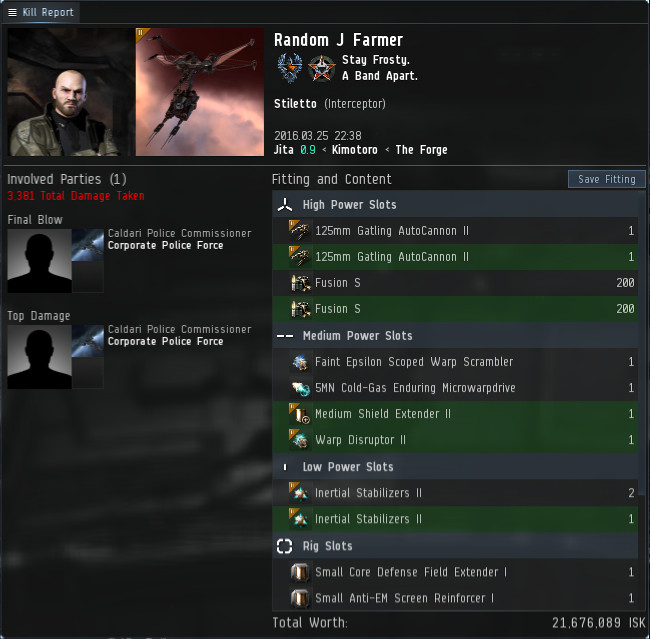 Kill Report
Random J Farmer
Stay Frosty.
A Band Apart.
Stiletto (Interceptor)
2016.03.25 22:38
Jita 0.9 < Kimotoro < The Forge
Involved Parties (1)
3,381 Total Damage Taken
Final Blow
Caldari Police Commissioner
Corporate Police Force
Top Damage
Caldari Police Commissioner
Corporate Police Force
Fitting and Content
Save Fitting
High Power Slots
125mm Gatling AutoCannon II 1
125mm Gatling AutoCannon II 1
Fusion S 200
Fusion S 200
Medium Power Slots
Faint Epsilon Scoped Warp Scrambler 1
5MN Cold-Gas Enduring Microwarpdrive 1
Medium Shield Extender II 1
Warp Disruptor II 1
Low Power Slots
Inertial Stabilizers II 2
Inertial Stabilizers II 1
Rig Slots
Small Core Defense Field Extender I 1
Small Anti-EM Screen Reinforcer I 1
Total Worth: 21,676,089 ISK